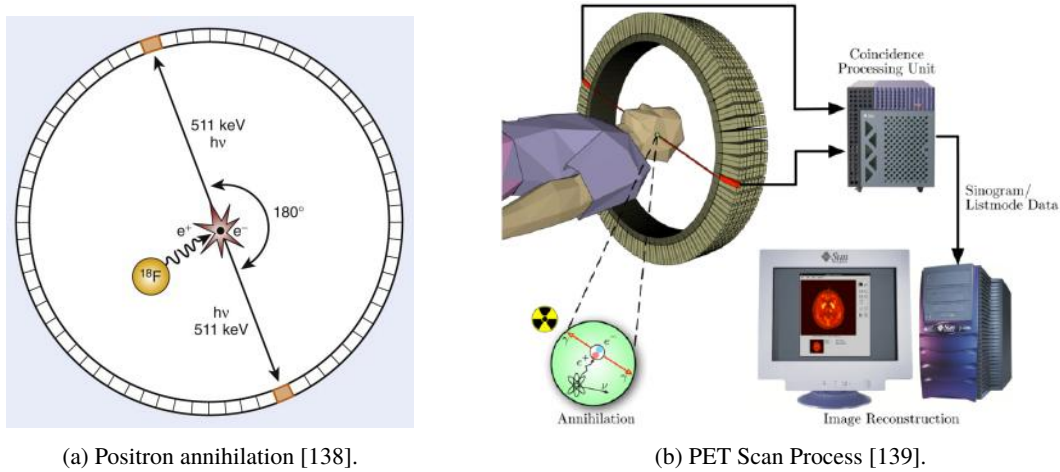 511 keV
hν
180°
e⁺
e⁻
¹⁸F
hν
511 keV
(a) Positron annihilation [138].
Coincidence
Processing Unit
Sinogram/
Listmode Data
Sun
e⁻
e⁺
γ
γ
ν
Annihilation
Image Reconstruction
(b) PET Scan Process [139].